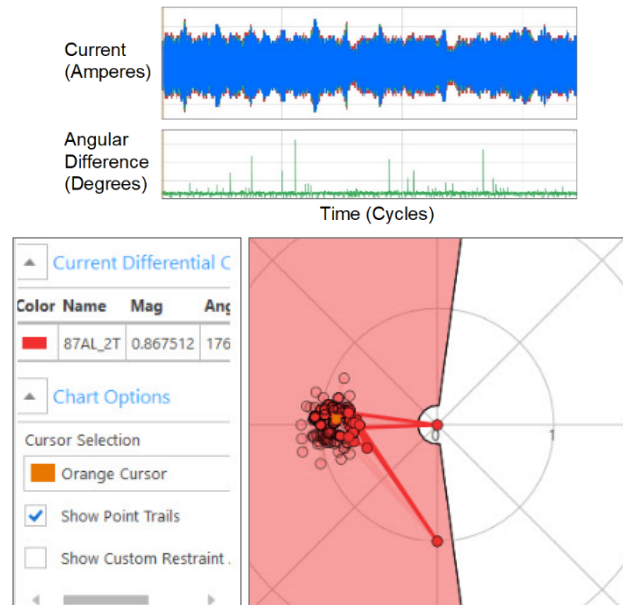 Current
(Amperes)
Angular
Difference
(Degrees)
Time (Cycles)
Current Differential C
Color Name Mag Ang
87AL_2T 0.867512 176
Chart Options
Cursor Selection
Orange Cursor
Show Point Trails
Show Custom Restraint .
0 1